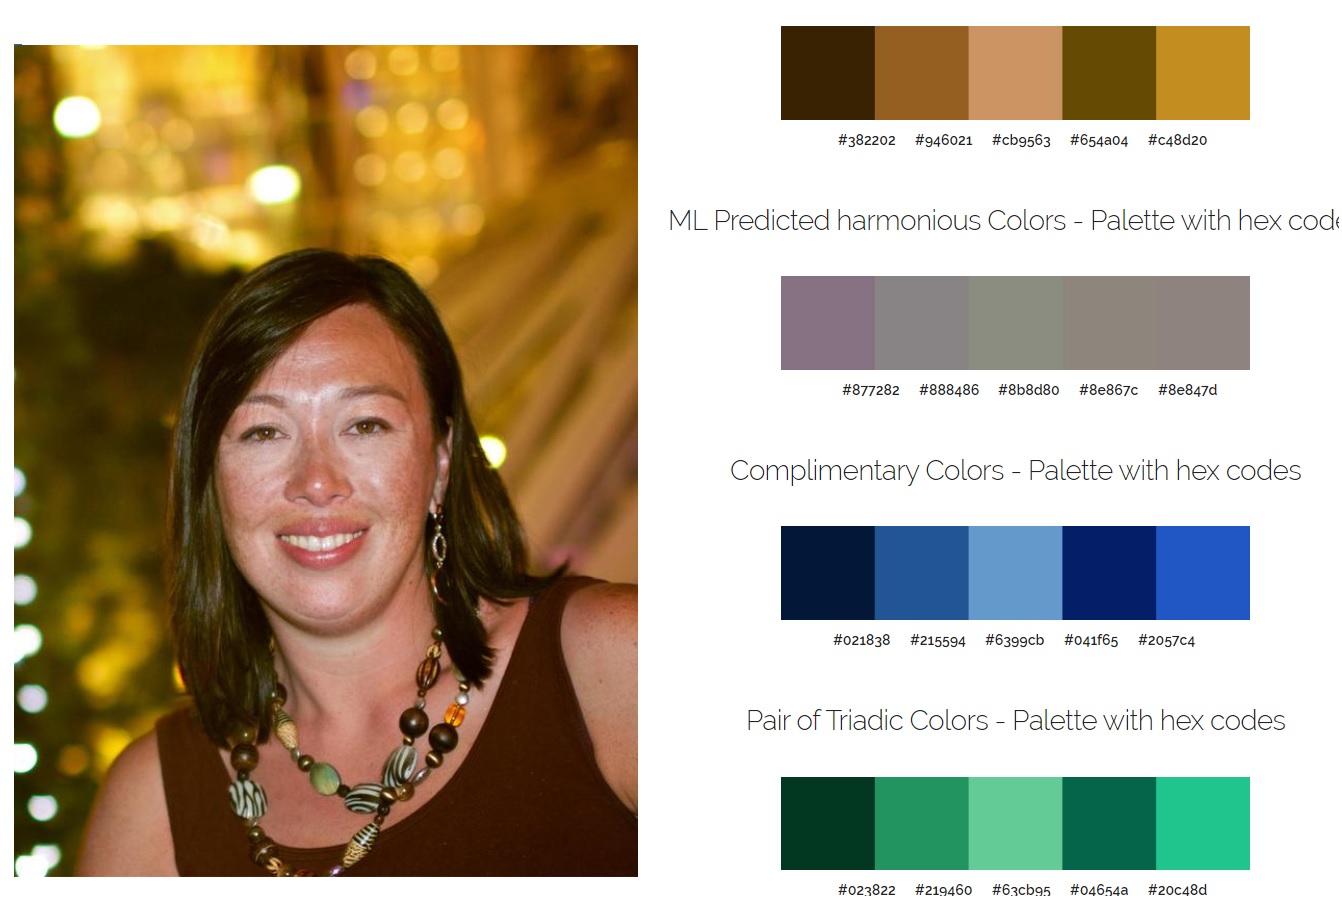 #382202 #946021 #cb9563 #654a04 #c48d20
ML Predicted harmonious Colors - Palette with hex code
#877282 #888486 #8b8d80 #8e867c #8e847d
Complimentary Colors - Palette with hex codes
#021838 #215594 #6399cb #041f65 #2057c4
Pair of Triadic Colors - Palette with hex codes
#023822 #219460 #63cb95 #04654a #20c48d